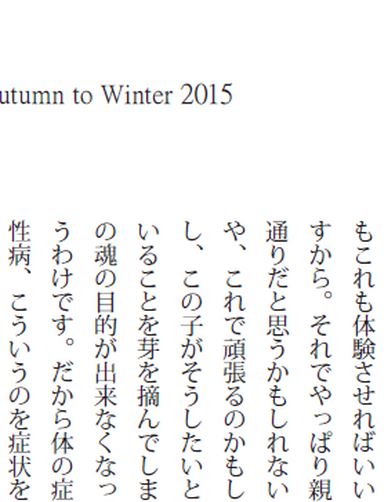 utumn to Winter 2015
もこれも体験させればいい
すから。それでやっぱり親
通りだと思うかもしれない
や、これで頑張るのかもし
し、この子がそうしたいと
いることを芽を摘んでしま
の魂の目的が出来なくなっ
うわけです。だから体の症
性病、こういうのを症状を